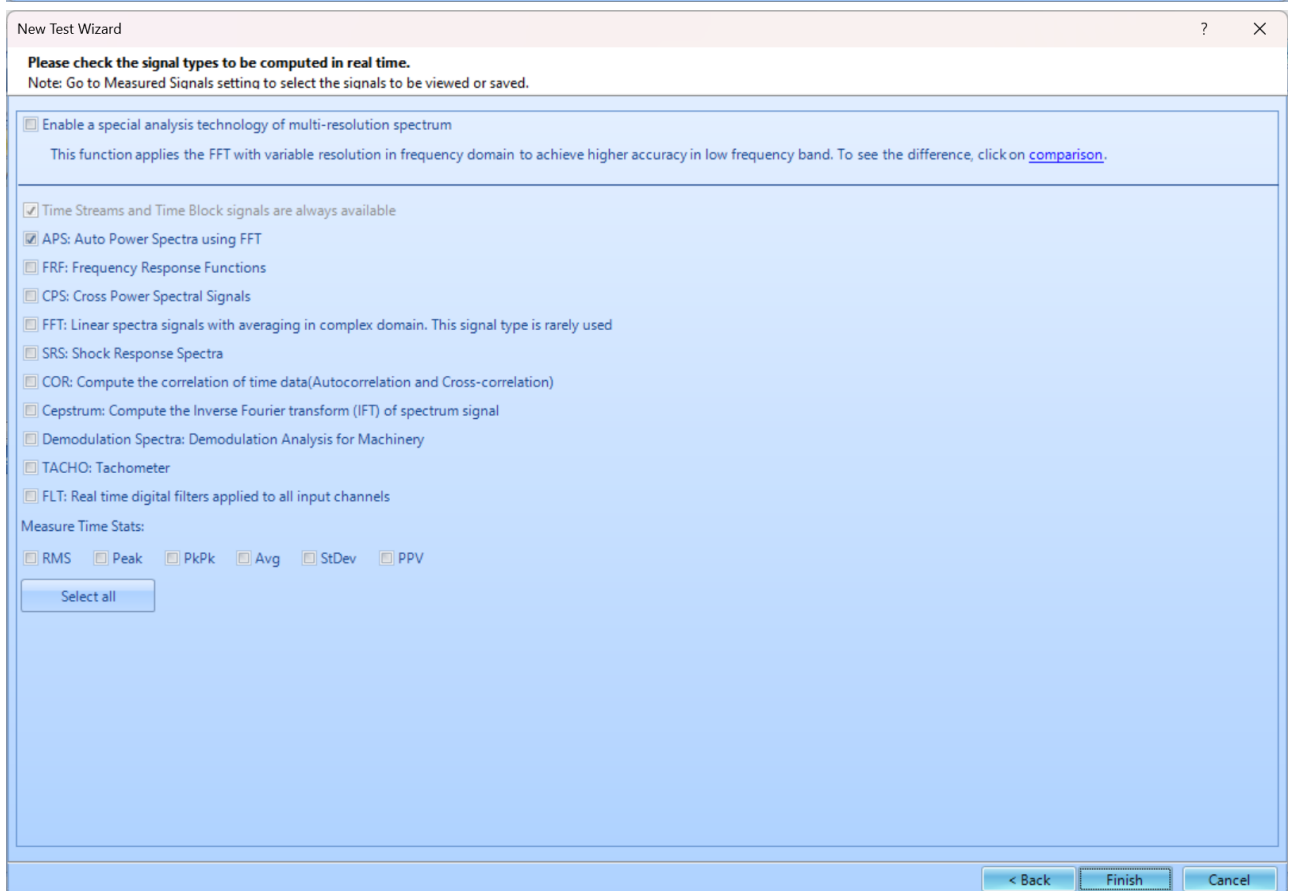 New Test Wizard
?
Please check the signal types to be computed in real time.
Note: Go to Measured Signals setting to select the signals to be viewed or saved.
Enable a special analysis technology of multi-resolution spectrum
This function applies the FFT with variable resolution in frequency domain to achieve higher accuracy in low frequency band. To see the difference, click on comparison.
Time Streams and Time Block signals are always available
APS: Auto Power Spectra using FFT
FRF: Frequency Response Functions
CPS: Cross Power Spectral Signals
FFT: Linear spectra signals with averaging in complex domain. This signal type is rarely used
SRS: Shock Response Spectra
COR: Compute the correlation of time data(Autocorrelation and Cross-correlation)
Cepstrum: Compute the Inverse Fourier transform (IFT) of spectrum signal
Demodulation Spectra: Demodulation Analysis for Machinery
TACHO: Tachometer
FLT: Real time digital filters applied to all input channels
Measure Time Stats:
RMS Peak PkPk Avg StDev PPV
Select all
< Back Finish Cancel